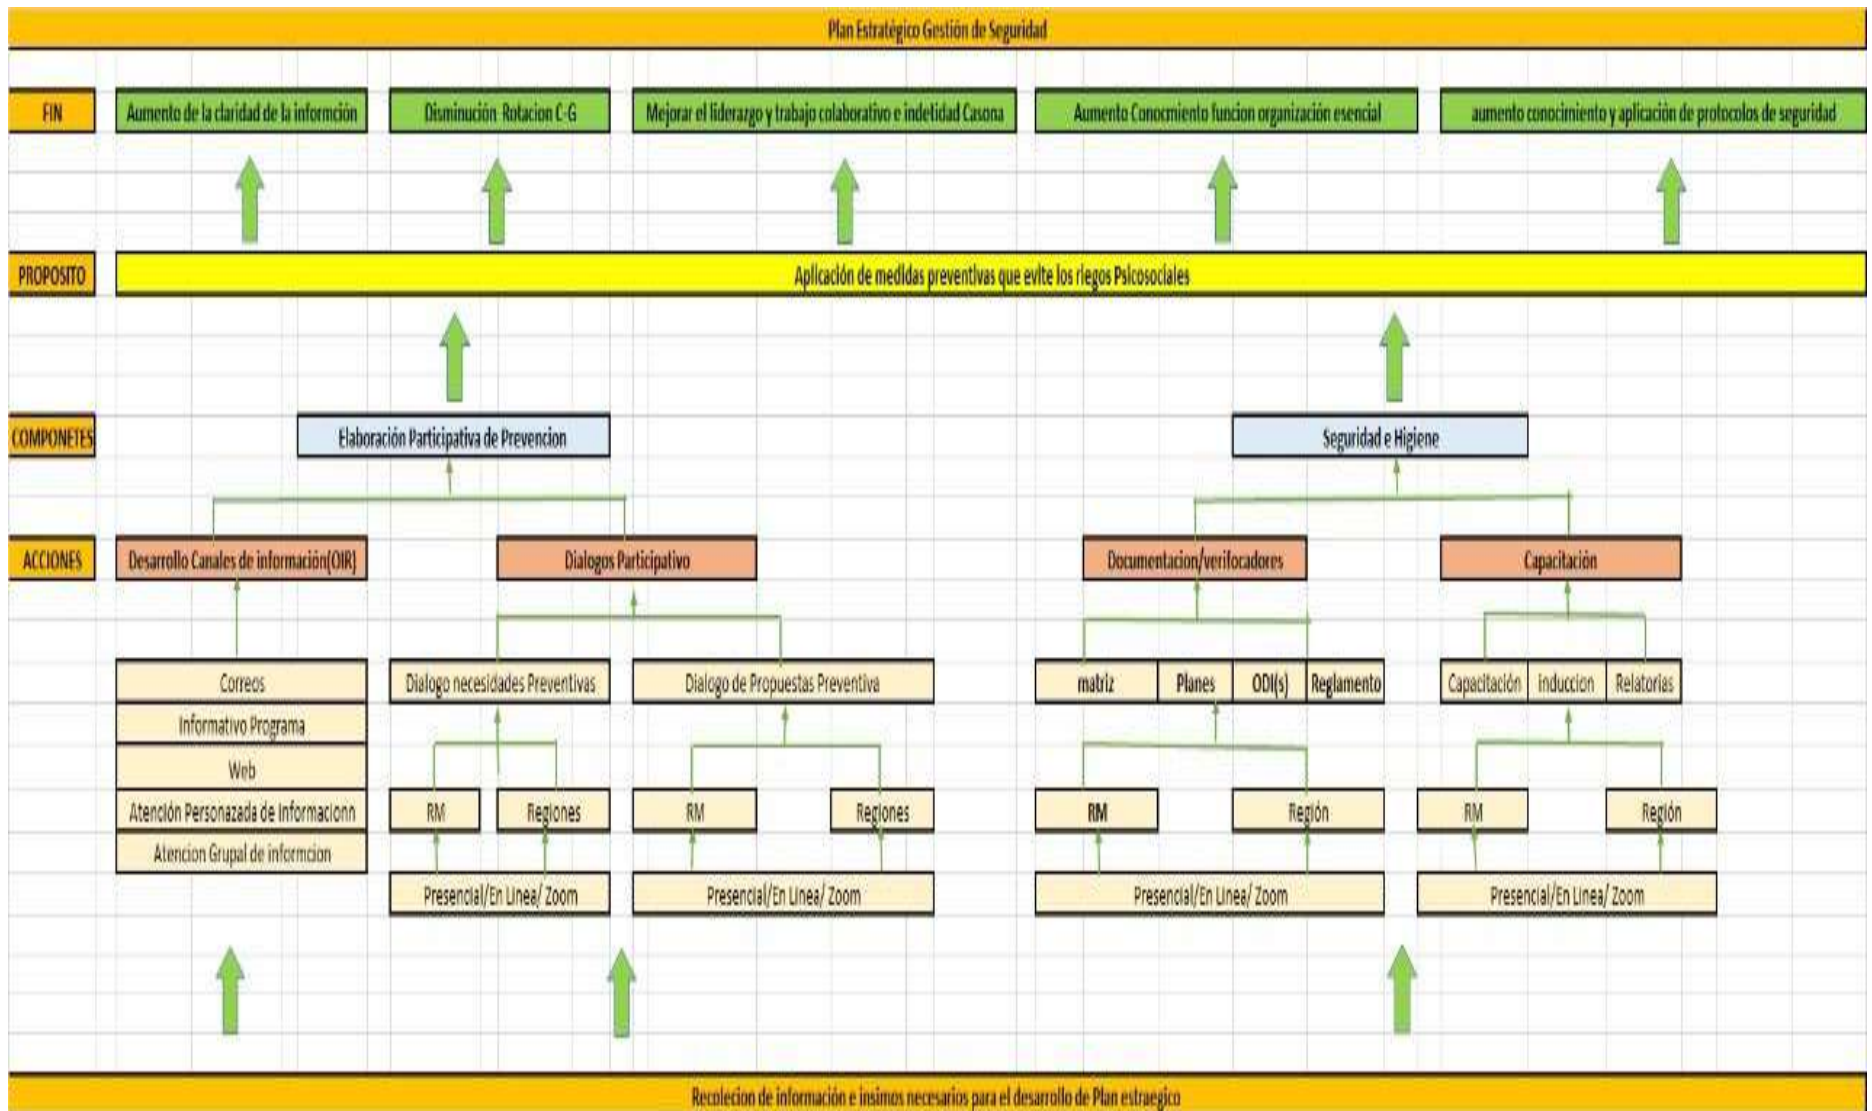 Plan Estratégico Gestión de Seguridad
FIN
Aumento de la claridad de la informción
Disminución Rotacion C-G
Mejorar el liderazgo y trabajo colaborativo e indetidad Casona
Aumento Conocmiento funcion organización esencial
aumento conocimiento y aplicación de protocolos de seguridad
PROPOSITO
Aplicación de medidas preventivas que evite los riegos Psicosociales
COMPONETES
Elaboración Participativa de Prevencion
Seguridad e Higiene
ACCIONES
Desarrollo Canales de información(OIR)
Dialogos Participativo
Documentacion/verifocadores
Capacitación
Correos
Dialogo necesidades Preventivas
Dialogo de Propuestas Preventiva
matriz
Planes
ODI(s)
Reglamento
Capacitación
induccion
Relatorias
Informativo Programa
Web
Atención Personazada de Informacionn
RM
Regiones
RM
Regiones
RM
Región
RM
Región
Atencion Grupal de informcion
Presencial/En Linea/ Zoom
Presencial/En Linea/ Zoom
Presencial/En Linea/ Zoom
Presencial/En Linea/ Zoom
Recolecion de información e insimos necesarios para el desarrollo de Plan estraegico